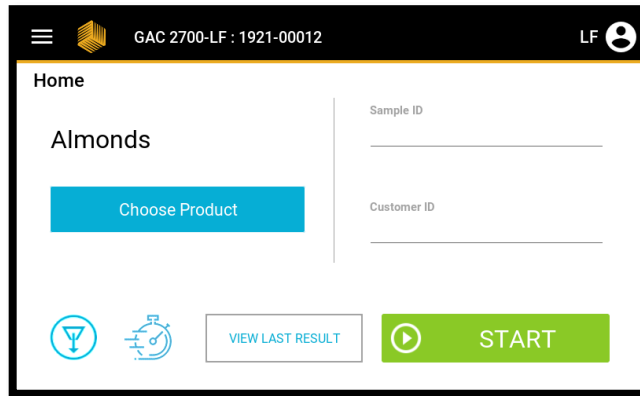 GAC 2700-LF : 1921-00012
LF
Home
Almonds
Choose Product
Sample ID
Customer ID
VIEW LAST RESULT
START